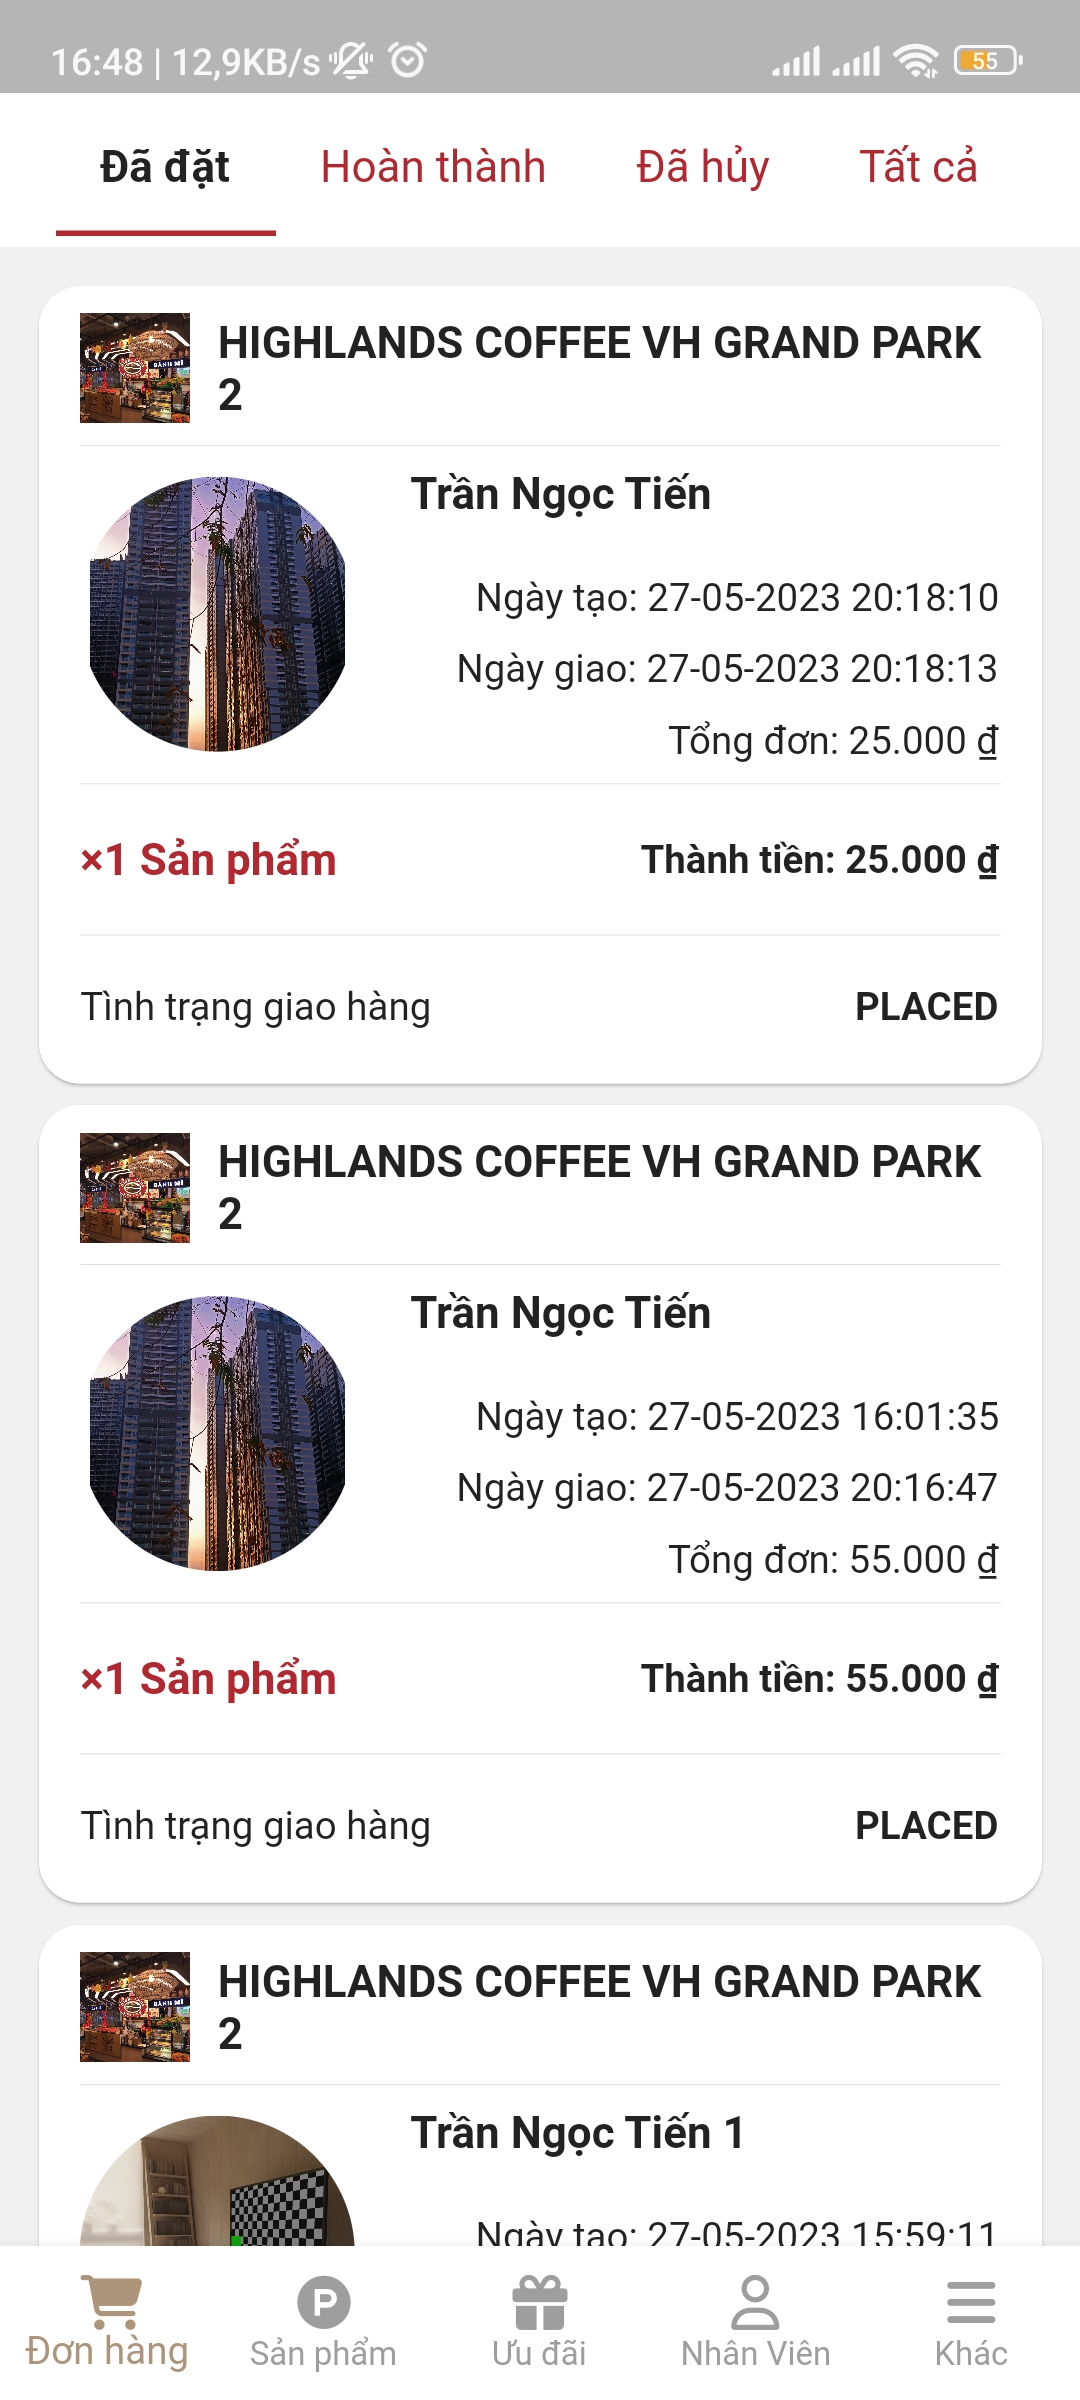 16:48 | 12,9KB/s
55
Đã đặt Hoàn thành Đã hủy Tất cả
HIGHLANDS COFFEE VH GRAND PARK
2
Trần Ngọc Tiến
Ngày tạo: 27-05-2023 20:18:10
Ngày giao: 27-05-2023 20:18:13
Tổng đơn: 25.000 ₫
×1 Sản phẩm Thành tiền: 25.000 ₫
Tình trạng giao hàng PLACED
HIGHLANDS COFFEE VH GRAND PARK
2
Trần Ngọc Tiến
Ngày tạo: 27-05-2023 16:01:35
Ngày giao: 27-05-2023 20:16:47
Tổng đơn: 55.000 ₫
×1 Sản phẩm Thành tiền: 55.000 ₫
Tình trạng giao hàng PLACED
HIGHLANDS COFFEE VH GRAND PARK
2
Trần Ngọc Tiến 1
Ngày tạo: 27-05-2023 15:59:11
Đơn hàng Sản phẩm Ưu đãi Nhân Viên Khác